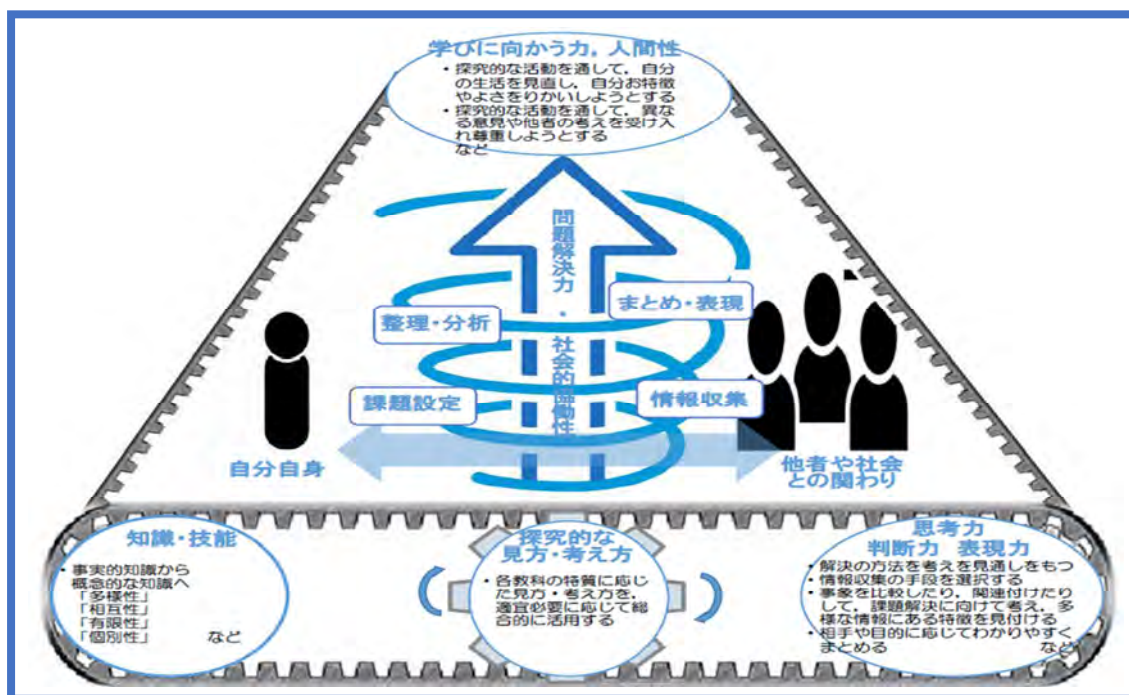 学びに向かう力，人間性
・探究的な活動を通して，自分
の生活を見直し，自分お特徴
やよさをりかいしようとする
・探究的な活動を通して，異な
る意見や他者の考えを受け入
れ尊重しようとする
など
問題解決力・社会的協働性
整理・分析
まとめ・表現
課題設定
情報収集
自分自身
他者や社会
との関わり
知識・技能
・事実的知識から
概念的な知識へ
「多様性」
「相互性」
「有限性」
「個別性」 など
探究的な
見方・考え方
・各教科の特質に応じ
た見方・考え方を，
適宜必要に応じて総
合的に活用する
思考力
判断力 表現力
・解決の方法を考えを見通しをもつ
・情報収集の手段を選択する
・事象を比較したり，関連付けたり
して，課題解決に向けて考え，多
様な情報にある特徴を見付ける
・相手や目的に応じてわかりやすく
まとめる など